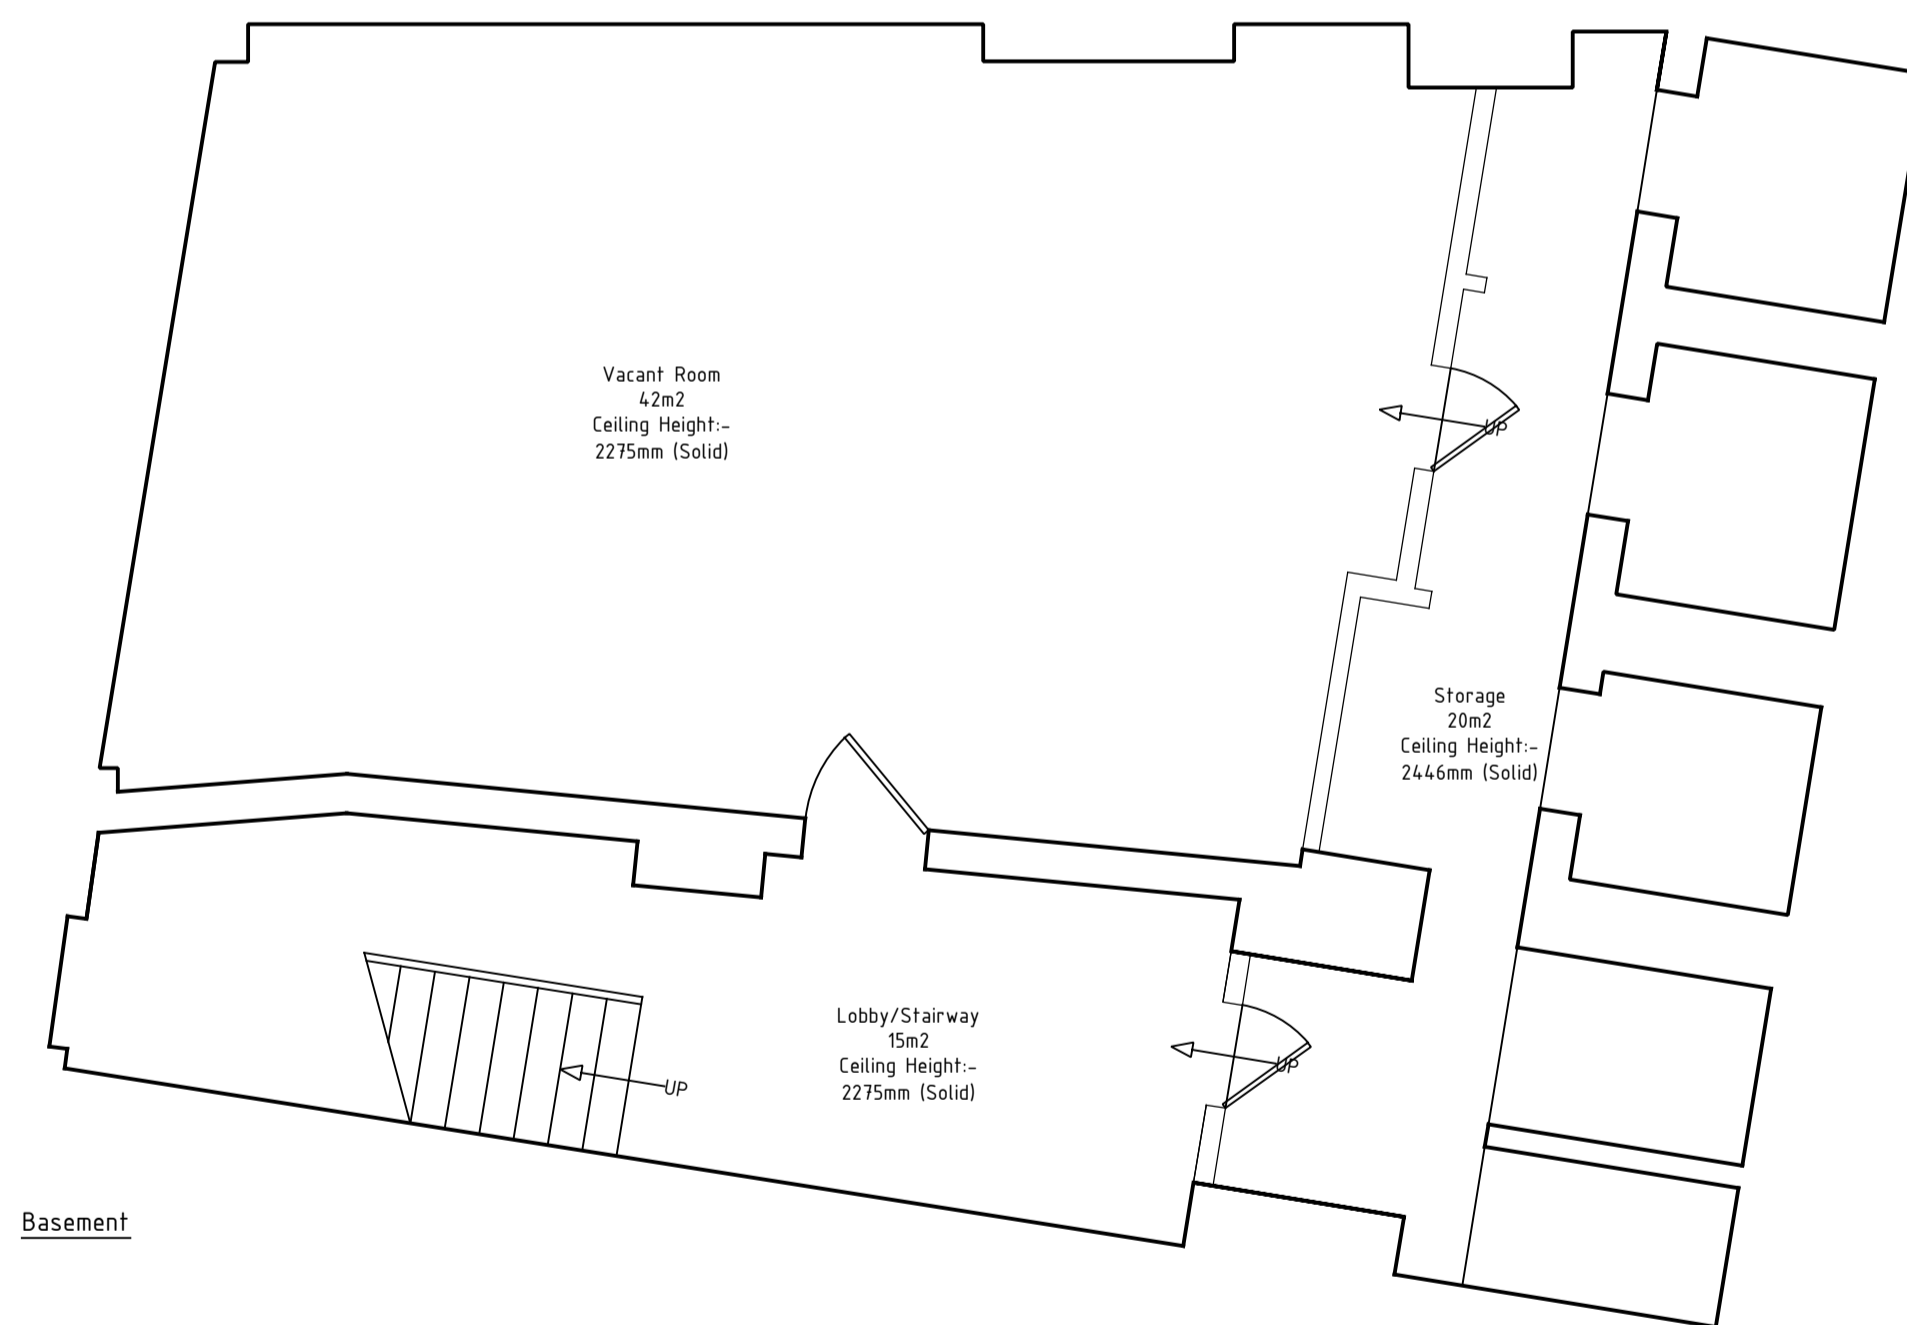 Vacant Room
42m2
Ceiling Height:-
2275mm (Solid)
UP
Storage
20m2
Ceiling Height:-
2446mm (Solid)
Lobby/Stairway
15m2
Ceiling Height:-
2275mm (Solid)
UP
UP
Basement